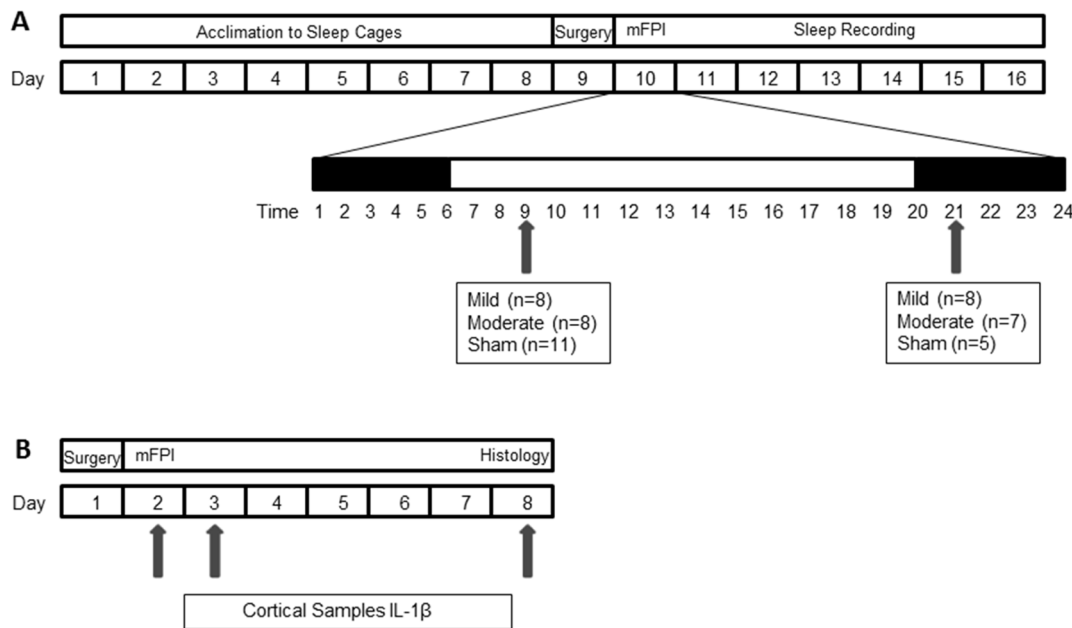 A
Acclimation to Sleep Cages Surgery mFPI Sleep Recording
Day 1 2 3 4 5 6 7 8 9 10 11 12 13 14 15 16
Time 1 2 3 4 5 6 7 8 9 10 11 12 13 14 15 16 17 18 19 20 21 22 23 24
Mild (n=8)
Moderate (n=8)
Sham (n=11)
Mild (n=8)
Moderate (n=7)
Sham (n=5)
B
Surgery mFPI Histology
Day 1 2 3 4 5 6 7 8
Cortical Samples IL-1β